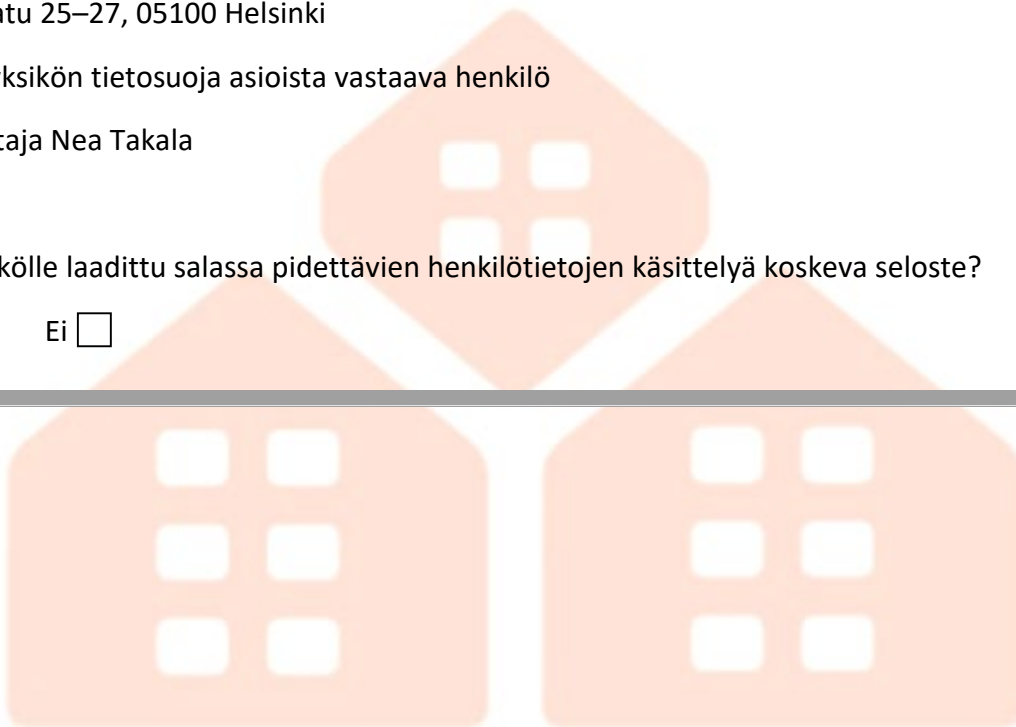 atu 25–27, 05100 Helsinki
ksikön tietosuoja asioista vastaava henkilö
taja Nea Takala
kölle laadittu salassa pidettävien henkilötietojen käsittelyä koskeva seloste?
Ei ☐